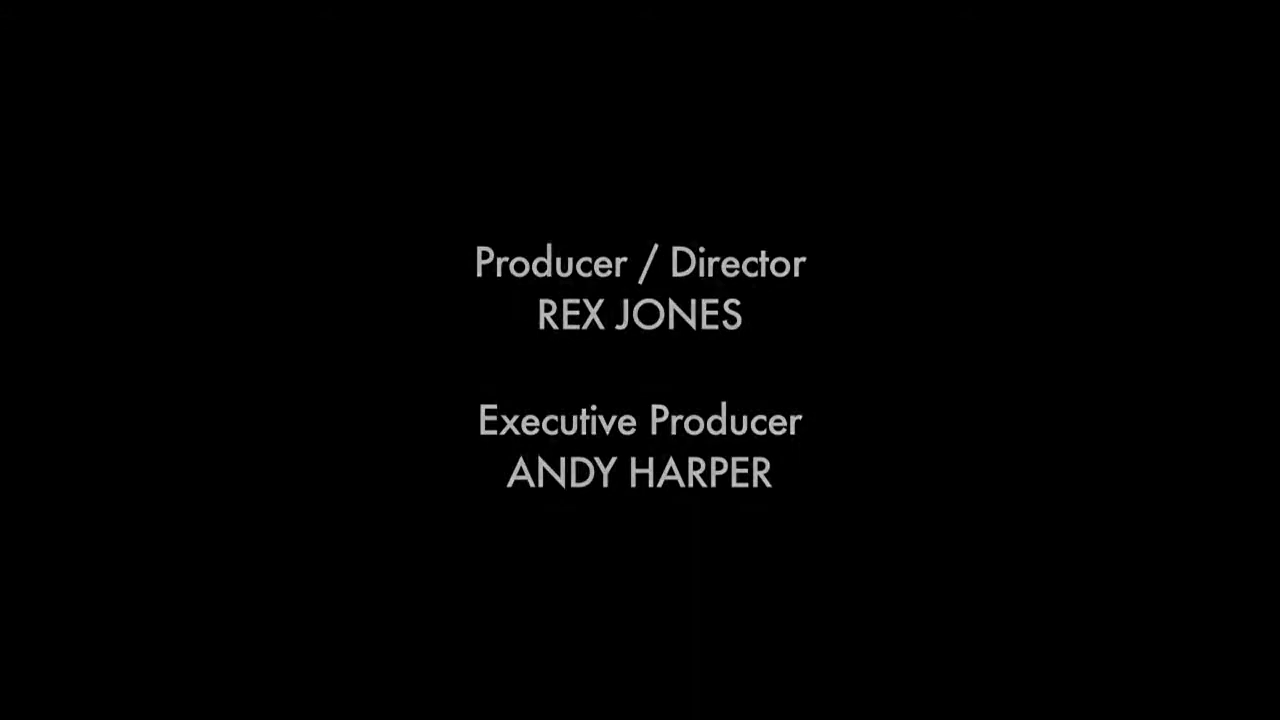 Producer / Director
REX JONES
Executive Producer
ANDY HARPER